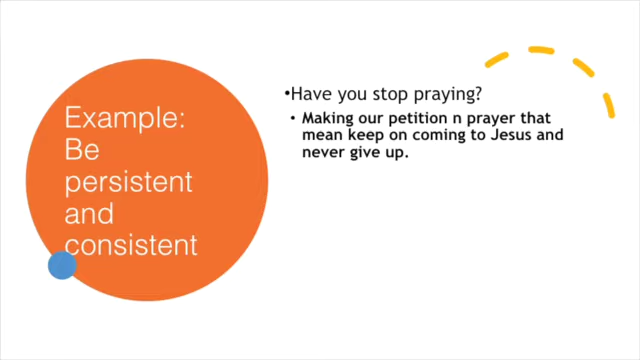 Example:
Be
persistent
and
consistent
•Have you stop praying?
• Making our petition n prayer that
mean keep on coming to Jesus and
never give up.